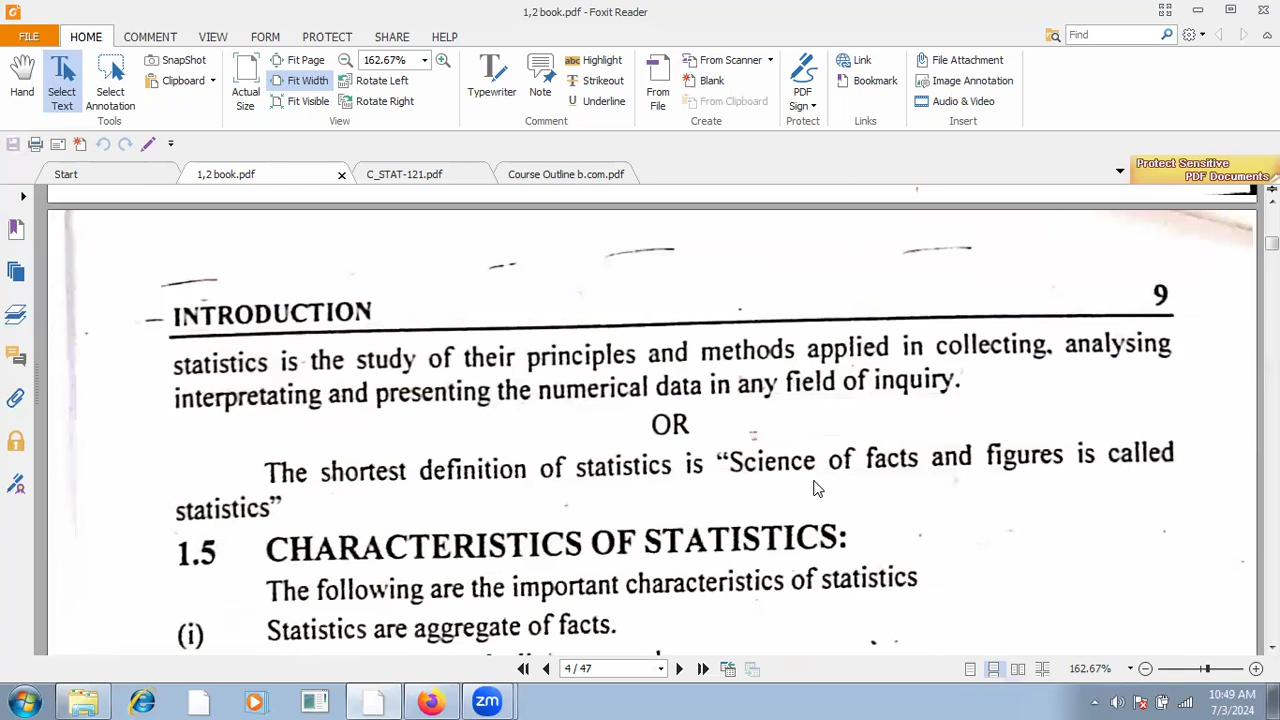 1,2 book.pdf - Foxit Reader
FILE HOME COMMENT VIEW FORM PROTECT SHARE HELP
Find
Hand
Select Text
Select Annotation
SnapShot
Clipboard
Tools
Actual Size
Fit Page
Fit Width
Fit Visible
162.67%
Rotate Left
Rotate Right
View
Typewriter
Note
Highlight
Strikeout
Underline
Comment
From File
From Scanner
Blank
From Clipboard
Create
PDF Sign
Protect
Link
Bookmark
Links
File Attachment
Image Annotation
Audio & Video
Insert
Start 1,2 book.pdf C_STAT-121.pdf Course Outline b.com.pdf
Protect Sensitive
PDF Documents
INTRODUCTION 9
statistics is the study of their principles and methods applied in collecting, analysing
interpretating and presenting the numerical data in any field of inquiry.
OR
The shortest definition of statistics is “Science of facts and figures is called
statistics”
1.5 CHARACTERISTICS OF STATISTICS:
The following are the important characteristics of statistics
(i) Statistics are aggregate of facts.
4 / 47 162.67%
zm
10:49 AM
7/3/2024